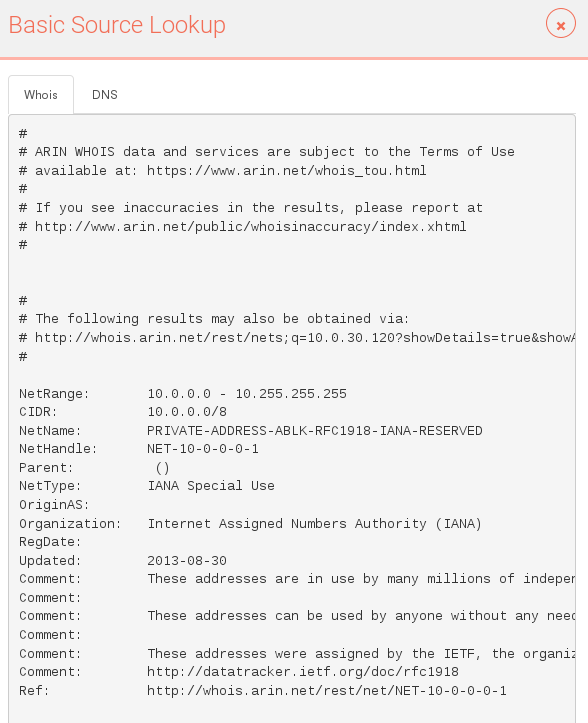 Basic Source Lookup
Whois
DNS
#
# ARIN WHOIS data and services are subject to the Terms of Use
# available at: https://www.arin.net/whois_tou.html
#
# If you see inaccuracies in the results, please report at
# http://www.arin.net/public/whoisinaccuracy/index.xhtml
#
#
# The following results may also be obtained via:
# http://whois.arin.net/rest/nets;q=10.0.30.120?showDetails=true&showA
#
NetRange: 10.0.0.0 - 10.255.255.255
CIDR: 10.0.0.0/8
NetName: PRIVATE-ADDRESS-ABLK-RFC1918-IANA-RESERVED
NetHandle: NET-10-0-0-0-1
Parent: ()
NetType: IANA Special Use
OriginAS:
Organization: Internet Assigned Numbers Authority (IANA)
RegDate:
Updated: 2013-08-30
Comment: These addresses are in use by many millions of indepen
Comment:
Comment: These addresses can be used by anyone without any need
Comment:
Comment: These addresses were assigned by the IETF, the organiz
Comment: http://datatracker.ietf.org/doc/rfc1918
Ref: http://whois.arin.net/rest/net/NET-10-0-0-0-1